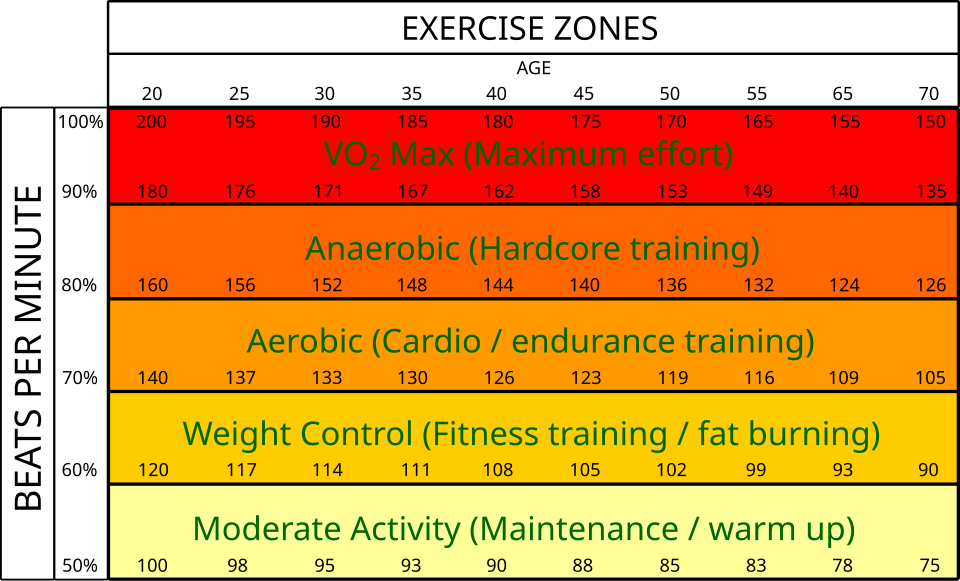 EXERCISE ZONES
AGE
20 25 30 35 40 45 50 55 65 70
BEATS PER MINUTE
100% 200 195 190 185 180 175 170 165 155 150
VO₂ Max (Maximum effort)
90% 180 176 171 167 162 158 153 149 140 135
Anaerobic (Hardcore training)
80% 160 156 152 148 144 140 136 132 124 126
Aerobic (Cardio / endurance training)
70% 140 137 133 130 126 123 119 116 109 105
Weight Control (Fitness training / fat burning)
60% 120 117 114 111 108 105 102 99 93 90
Moderate Activity (Maintenance / warm up)
50% 100 98 95 93 90 88 85 83 78 75